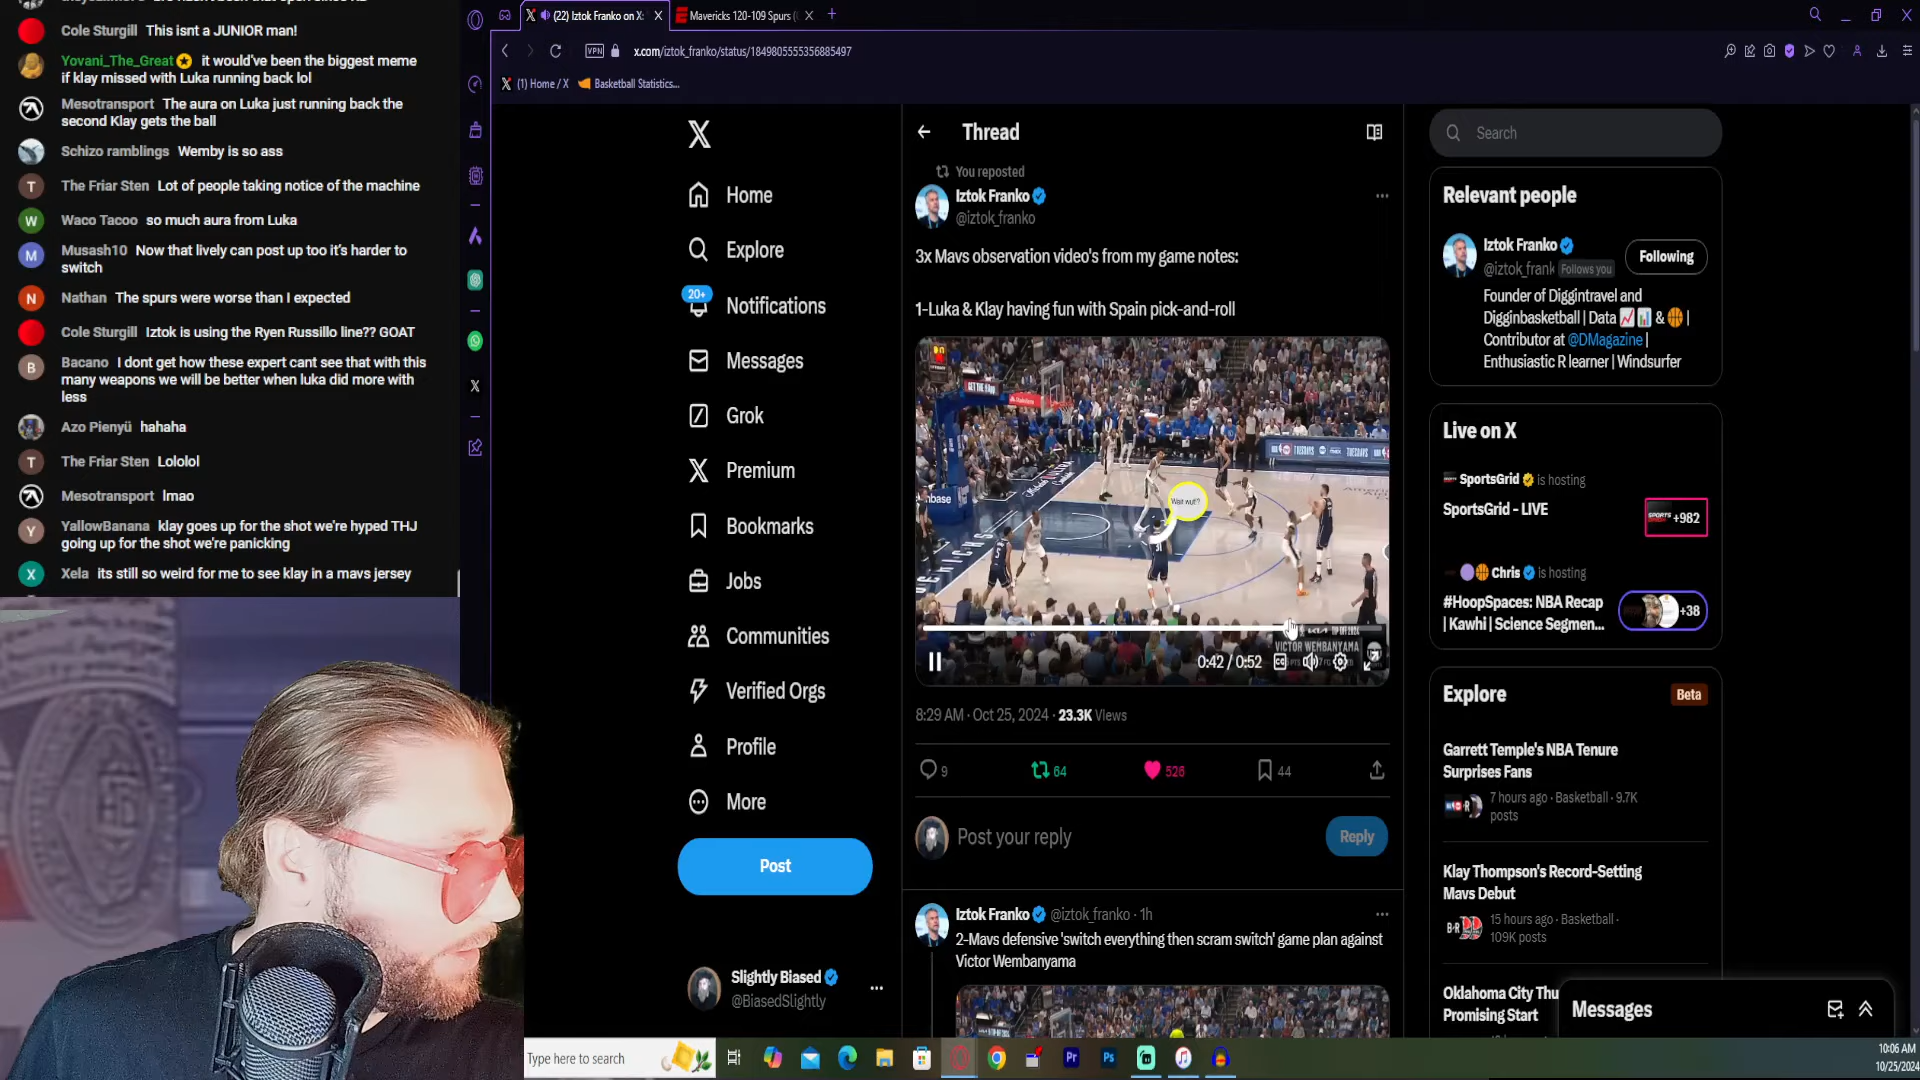 Cole Sturgill This isnt a JUNIOR man!
Yovani_The_Great it would've been the biggest meme
if klay missed with Luka running back lol
Mesotransport The aura on Luka just running back the
second Klay gets the ball
Schizo ramblings Wemby is so ass
T The Friar Sten Lot of people taking notice of the machine
W Waco Tacoo so much aura from Luka
M Musash10 Now that lively can post up too it's harder to
switch
N Nathan The spurs were worse than I expected
Cole Sturgill Iztok is using the Ryen Russillo line?? GOAT
B Bacano I dont get how these expert cant see that with this
many weapons we will be better when luka did more with
less
Azo Pienyü hahaha
T The Friar Sten Lololol
Mesotransport lmao
Y YallowBanana klay goes up for the shot we're hyped THJ
going up for the shot we're panicking
X Xela its still so weird for me to see klay in a mavs jersey
(22) Iztok Franko on X:
Mavericks 120-109 Spurs (
VPN
x.com/iztok_franko/status/1849805555356885497
(1) Home / X
Basketball Statistics...
Home
Explore
20+
Notifications
Messages
Grok
Premium
Bookmarks
Jobs
Communities
Verified Orgs
Profile
More
Post
Slightly Biased
@BiasedSlightly
Thread
You reposted
Iztok Franko
@iztok_franko
3x Mavs observation video's from my game notes:
1-Luka & Klay having fun with Spain pick-and-roll
Wait wut?
VICTOR WEMBANYAMA
0:42 / 0:52
8:29 AM · Oct 25, 2024 · 23.3K Views
9
64
526
44
Post your reply
Reply
Iztok Franko @iztok_franko · 1h
2-Mavs defensive 'switch everything then scram switch' game plan against
Victor Wembanyama
Search
Relevant people
Iztok Franko
@iztok_frank Follows you
Following
Founder of Diggintravel and
Digginbasketball | Data & |
Contributor at @DMagazine |
Enthusiastic R learner | Windsurfer
Live on X
SportsGrid is hosting
SportsGrid - LIVE
+982
Chris is hosting
#HoopSpaces: NBA Recap
| Kawhi | Science Segmen...
+38
Explore
Beta
Garrett Temple's NBA Tenure
Surprises Fans
7 hours ago · Basketball · 9.7K
posts
Klay Thompson's Record-Setting
Mavs Debut
15 hours ago · Basketball ·
109K posts
Oklahoma City Thu
Promising Start
Messages
Type here to search
10:06 AM
10/25/2024